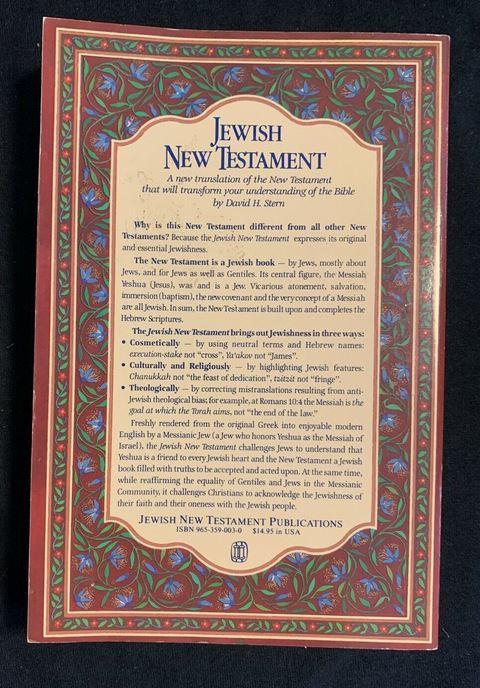 JEWISH
NEW TESTAMENT
A new translation of the New Testament
that will transform your understanding of the Bible
by David H. Stern
Why is this New Testament different from all other New
Testaments? Because the Jewish New Testament expresses its original
and essential Jewishness.
The New Testament is a Jewish book — by Jews, mostly about
Jews, and for Jews as well as Gentiles. Its central figure, the Messiah
Yeshua (Jesus), was and is a Jew. Vicarious atonement, salvation,
immersion (baptism), the new covenant and the very concept of a Messiah
are all Jewish. In sum, the New Testament is built upon and completes the
Hebrew Scriptures.
The Jewish New Testament brings out Jewishness in three ways:
• Cosmetically — by using neutral terms and Hebrew names:
execution-stake not "cross", Ya'akov not "James".
• Culturally and Religiously — by highlighting Jewish features:
Chanukkah not "the feast of dedication", tzitzit not "fringe".
• Theologically — by correcting mistranslations resulting from anti-
Jewish theological bias; for example, at Romans 10:4 the Messiah is the
goal at which the Torah aims, not "the end of the law."
Freshly rendered from the original Greek into enjoyable modern
English by a Messianic Jew (a Jew who honors Yeshua as the Messiah of
Israel), the Jewish New Testament challenges Jews to understand that
Yeshua is a friend to every Jewish heart and the New Testament a Jewish
book filled with truths to be accepted and acted upon. At the same time,
while reaffirming the equality of Gentiles and Jews in the Messianic
Community, it challenges Christians to acknowledge the Jewishness of
their faith and their oneness with the Jewish people.
JEWISH NEW TESTAMENT PUBLICATIONS
ISBN 965-359-003-0 $14.95 in USA